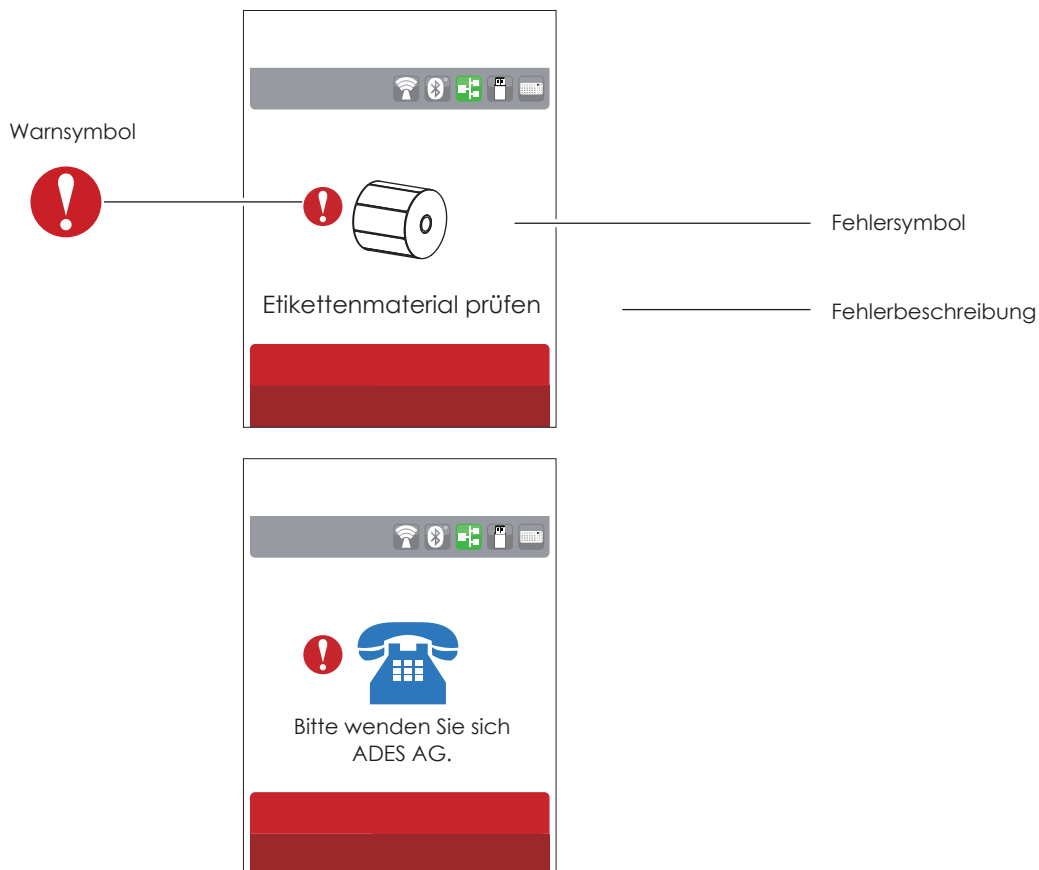 Warnsymbol
Fehlersymbol
Etikettenmaterial prüfen
Fehlerbeschreibung
Bitte wenden Sie sich
ADES AG.